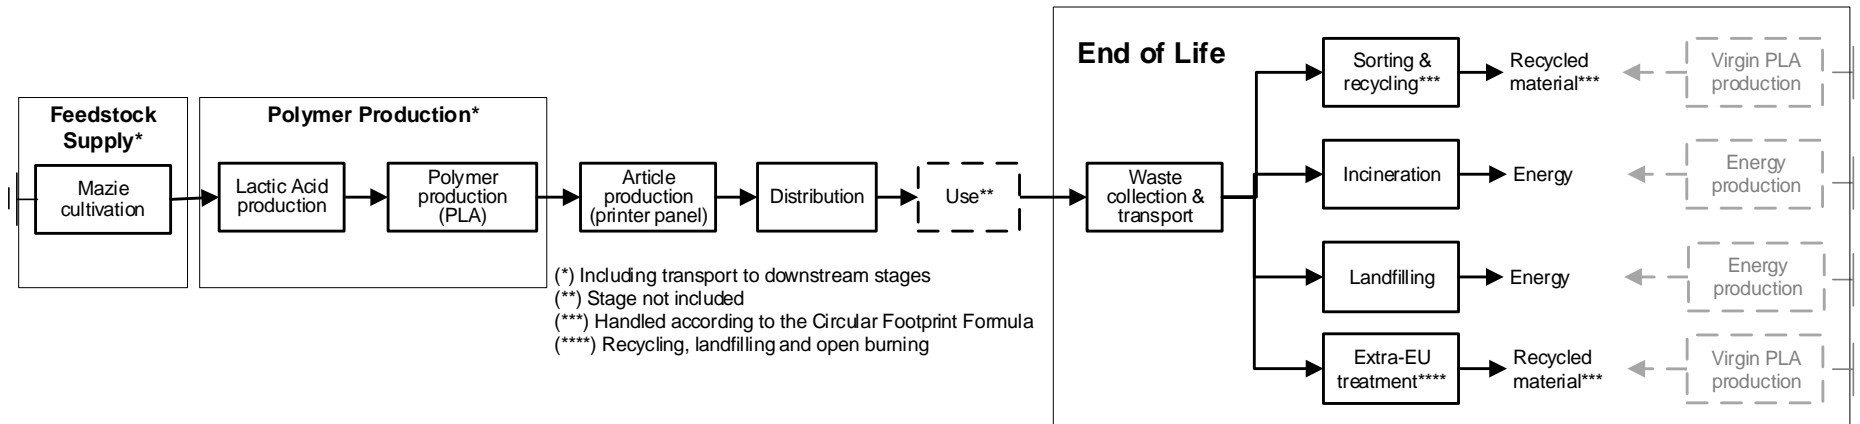 Feedstock
Supply*
Mazie
cultivation
Polymer Production*
Lactic Acid
production
Polymer
production
(PLA)
Article
production
(printer panel)
Distribution
Use**
(*) Including transport to downstream stages
(**) Stage not included
(***) Handled according to the Circular Footprint Formula
(****) Recycling, landfilling and open burning
End of Life
Waste
collection &
transport
Sorting &
recycling***
Recycled
material***
Virgin PLA
production
Incineration
Energy
Energy
production
Landfilling
Energy
Energy
production
Extra-EU
treatment****
Recycled
material***
Virgin PLA
production